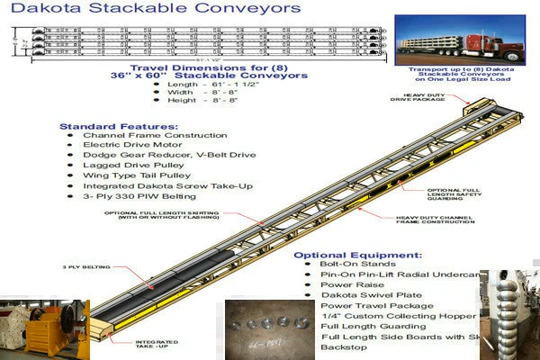 Dakota Stackable Conveyors
61'-1 1/2"
Travel Dimensions for (8)
36" x 60" Stackable Conveyors
Length - 61' - 1 1/2"
Width - 8' - 8"
Height - 8' - 8"
Transport up to (8) Dakota
Stackable Conveyors
on One Legal Size Load
HEAVY DUTY
DRIVE PACKAGE
Standard Features:
Channel Frame Construction
Electric Drive Motor
Dodge Gear Reducer, V-Belt Drive
Lagged Drive Pulley
Wing Type Tail Pulley
Integrated Dakota Screw Take-Up
3- Ply 330 PIW Belting
OPTIONAL FULL
LENGTH SAFETY
GUARDING
OPTIONAL FULL LENGTH SKIRTING
(WITH OR WITHOUT FLASHING)
HEAVY DUTY CHANNEL
FRAME CONSTRUCTION
3 PLY BELTING
Optional Equipment:
Bolt-On Stands
Pin-On Pin-Lift Radial Undercar
Power Raise
Dakota Swivel Plate
Power Travel Package
1/4" Custom Collecting Hopper
Full Length Guarding
Full Length Side Boards with Sk
Backstop
INTEGRATED
TAKE - UP